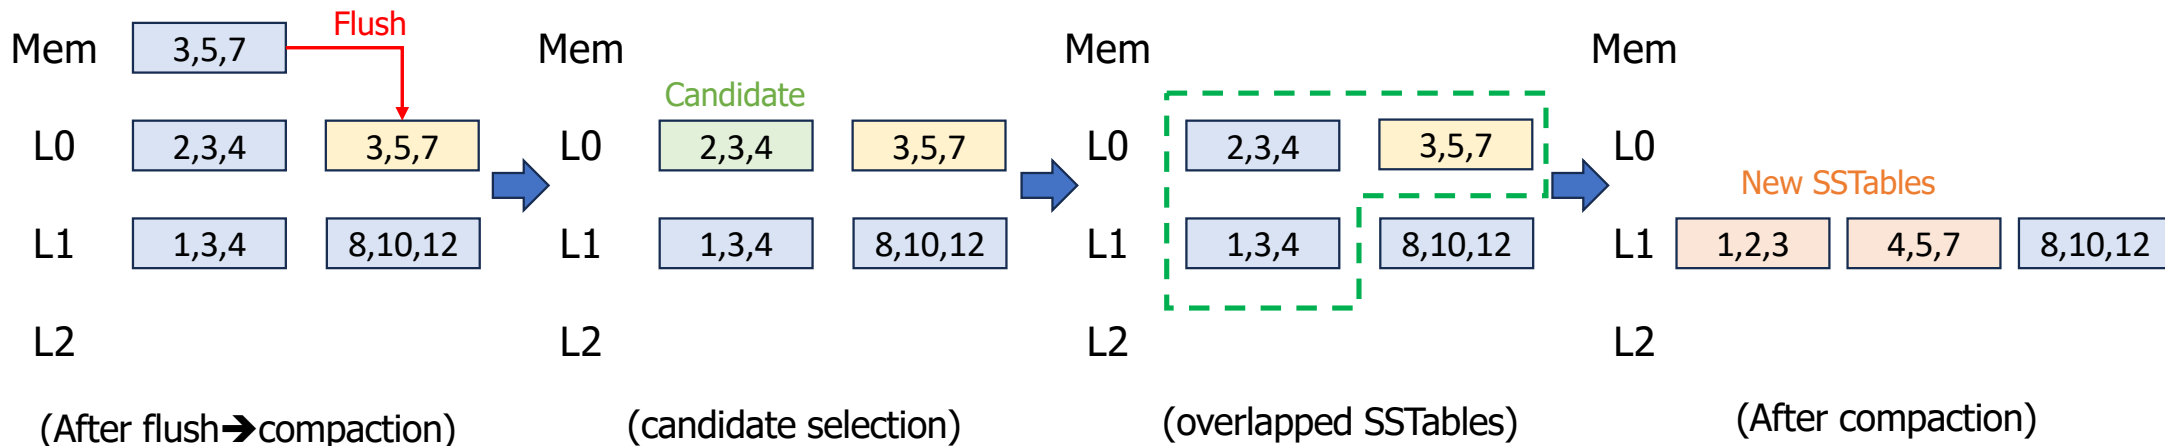 Mem
3,5,7
Flush
L0
2,3,4
3,5,7
L1
1,3,4
8,10,12
L2
(After flush➔compaction)
Mem
Candidate
L0
2,3,4
3,5,7
L1
1,3,4
8,10,12
L2
(candidate selection)
Mem
L0
2,3,4
3,5,7
L1
1,3,4
8,10,12
L2
(overlapped SSTables)
Mem
L0
New SSTables
L1
1,2,3
4,5,7
8,10,12
L2
(After compaction)